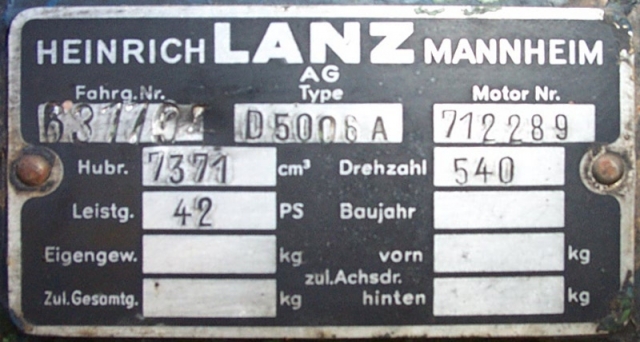 HEINRICH LANZ MANNHEIM
AG
Fahrg.Nr. Type Motor Nr.
D5006A 712289
Hubr. 7371 cm³ Drehzahl 540
Leistg. 42 PS Baujahr
Eigengew. kg vorn kg
zul.Achsdr.
Zul.Gesamtg. kg hinten kg